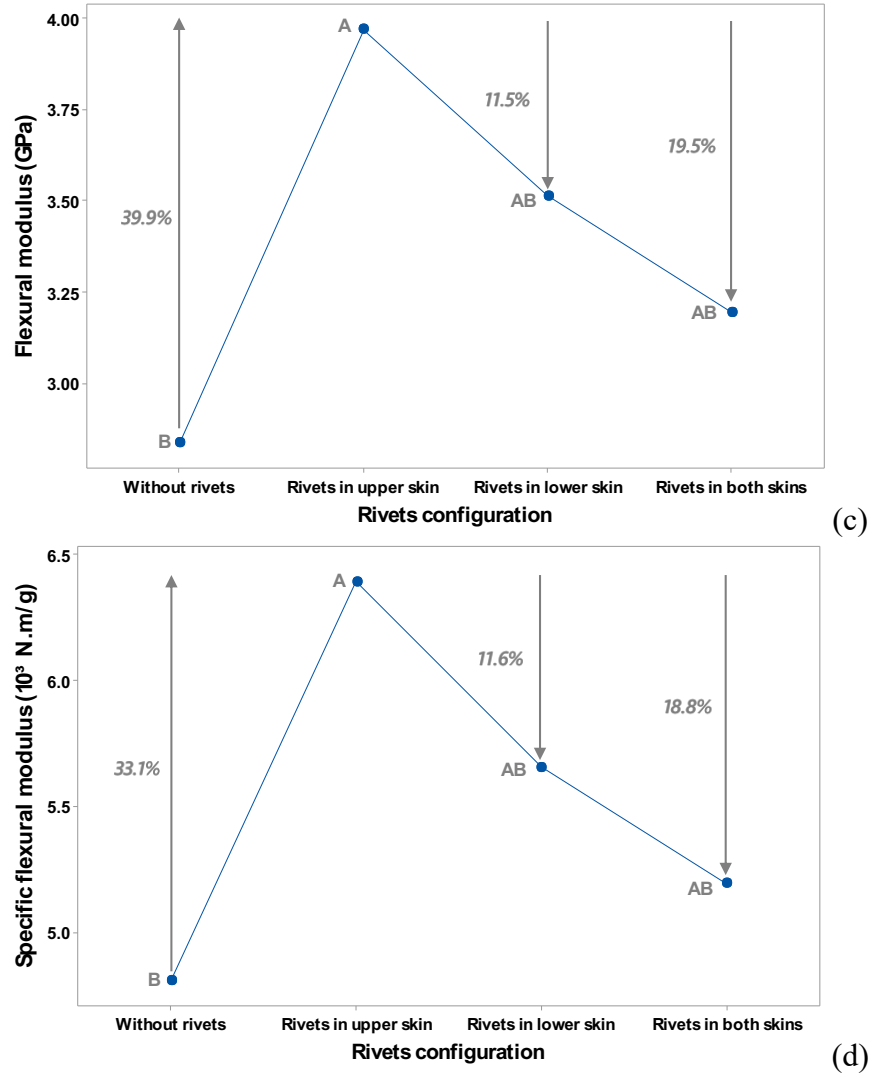 4.00
A
11.5%
3.75
19.5%
Flexural modulus (GPa)
3.50
AB
39.9%
3.25
AB
3.00
B
Without rivets
Rivets in upper skin
Rivets in lower skin
Rivets in both skins
Rivets configuration
(c)
6.5
A
11.6%
6.0
18.8%
Specific flexural modulus (10³ N.m/g)
33.1%
AB
5.5
AB
5.0
B
Without rivets
Rivets in upper skin
Rivets in lower skin
Rivets in both skins
Rivets configuration
(d)